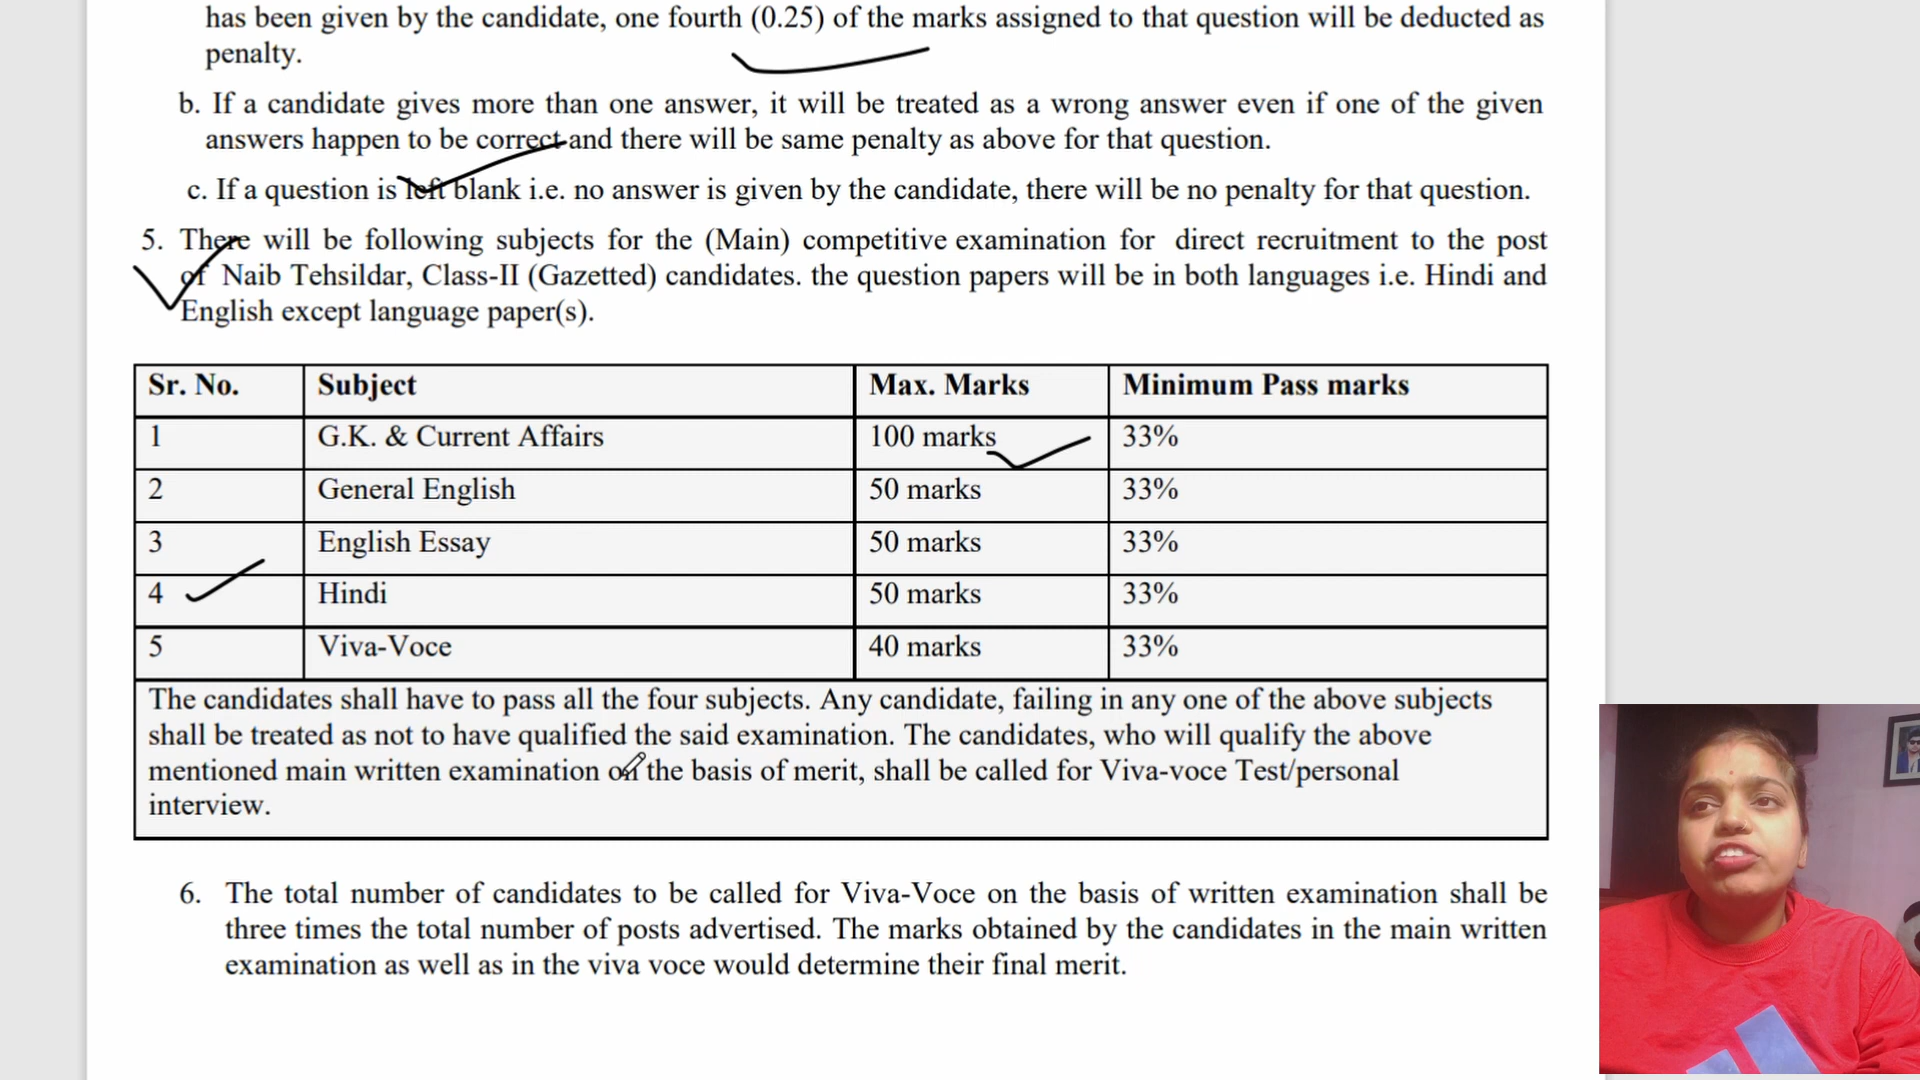 has been given by the candidate, one fourth (0.25) of the marks assigned to that question will be deducted as
penalty.
b. If a candidate gives more than one answer, it will be treated as a wrong answer even if one of the given
answers happen to be correct and there will be same penalty as above for that question.
c. If a question is left blank i.e. no answer is given by the candidate, there will be no penalty for that question.
5. There will be following subjects for the (Main) competitive examination for direct recruitment to the post
of Naib Tehsildar, Class-II (Gazetted) candidates. the question papers will be in both languages i.e. Hindi and
English except language paper(s).
Sr. No. Subject Max. Marks Minimum Pass marks
1 G.K. & Current Affairs 100 marks 33%
2 General English 50 marks 33%
3 English Essay 50 marks 33%
4 Hindi 50 marks 33%
5 Viva-Voce 40 marks 33%
The candidates shall have to pass all the four subjects. Any candidate, failing in any one of the above subjects
shall be treated as not to have qualified the said examination. The candidates, who will qualify the above
mentioned main written examination on the basis of merit, shall be called for Viva-voce Test/personal
interview.
6. The total number of candidates to be called for Viva-Voce on the basis of written examination shall be
three times the total number of posts advertised. The marks obtained by the candidates in the main written
examination as well as in the viva voce would determine their final merit.